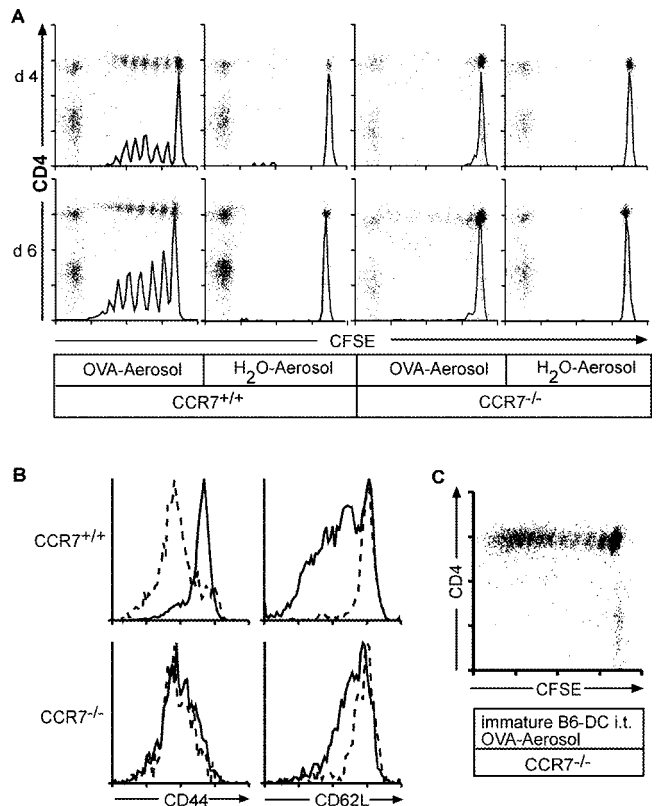 A
d 4
CD4
d 6
CFSE
OVA-Aerosol H2O-Aerosol OVA-Aerosol H2O-Aerosol
CCR7+/+ CCR7-/-
B
CCR7+/+
CCR7-/-
CD44 CD62L
C
CD4
CFSE
immature B6-DC i.t.
OVA-Aerosol
CCR7-/-